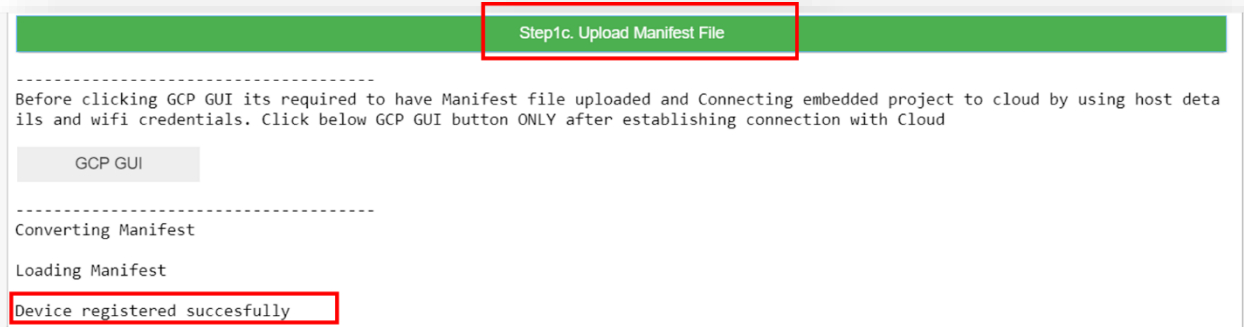 Step1c. Upload Manifest File
--------------------------------------
Before clicking GCP GUI its required to have Manifest file uploaded and Connecting embedded project to cloud by using host deta
ils and wifi credentials. Click below GCP GUI button ONLY after establishing connection with Cloud
GCP GUI
--------------------------------------
Converting Manifest
Loading Manifest
Device registered succesfully